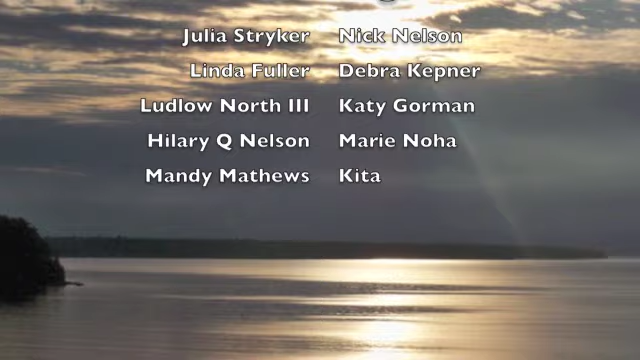 Julia Stryker Nick Nelson
Linda Fuller Debra Kepner
Ludlow North III Katy Gorman
Hilary Q Nelson Marie Noha
Mandy Mathews Kita